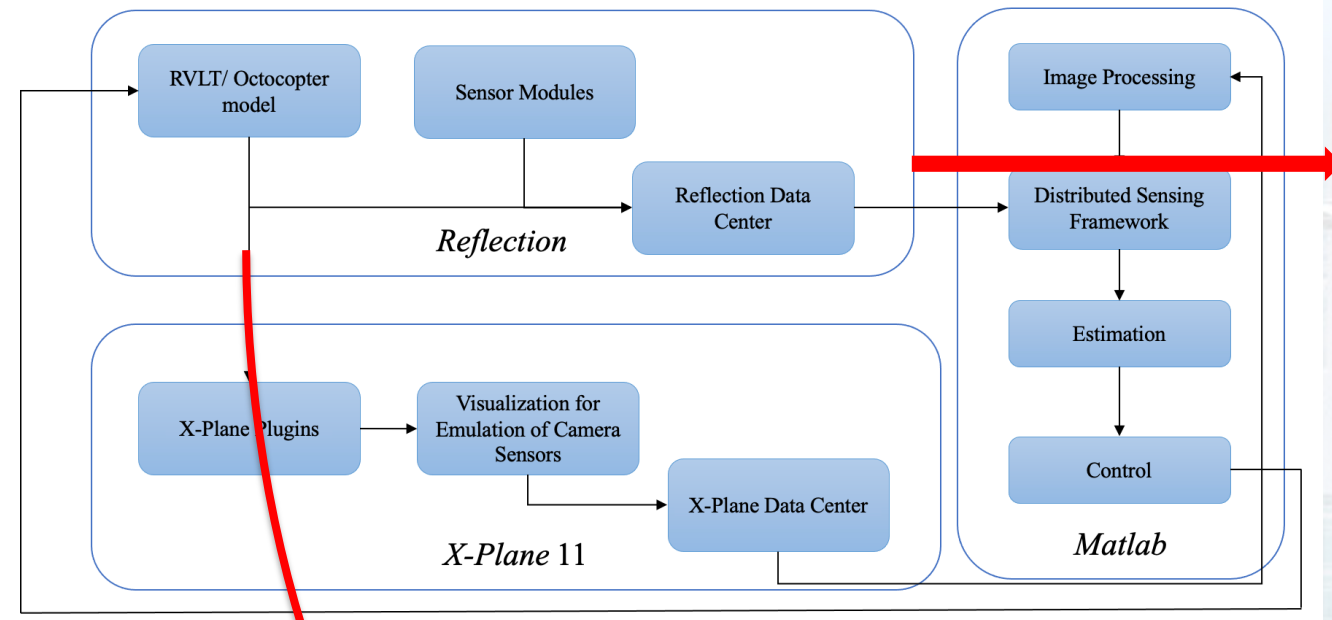 RVLT/ Octocopter
model
Sensor Modules
Reflection Data
Center
Reflection
X-Plane Plugins
Visualization for
Emulation of Camera
Sensors
X-Plane Data Center
X-Plane 11
Image Processing
Distributed Sensing
Framework
Estimation
Control
Matlab